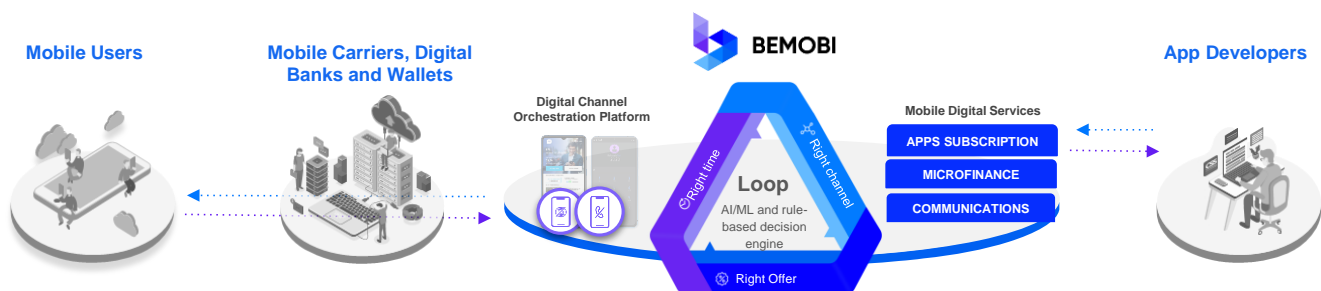 BEMOBI
Mobile Users
Mobile Carriers, Digital
Banks and Wallets
App Developers
Digital Channel
Orchestration Platform
Mobile Digital Services
APPS SUBSCRIPTION
MICROFINANCE
COMMUNICATIONS
Right time
Right channel
Loop
AI/ML and rule-
based decision
engine
Right Offer